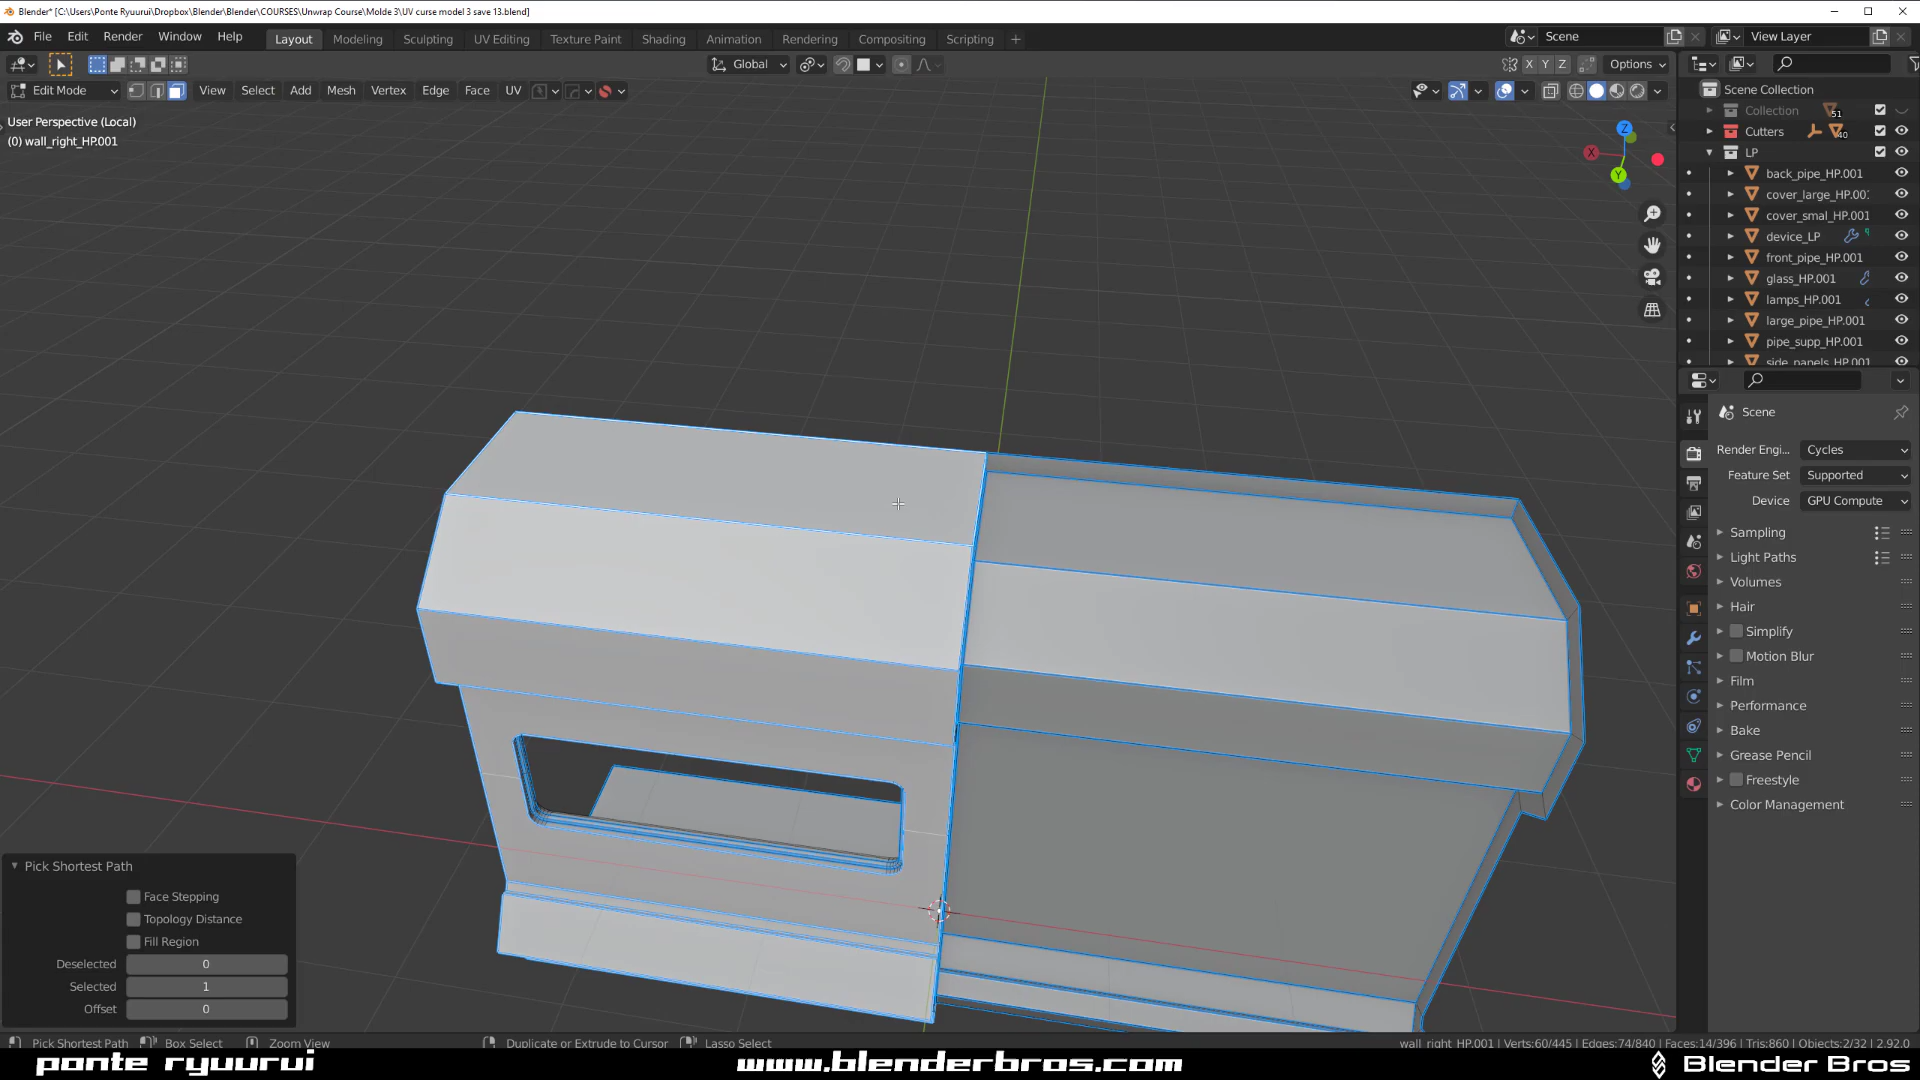 Blender* [C:\Users\Ponte Ryuurui\Dropbox\Blender\Blender\COURSES\Unwrap Course\Molde 3\UV curse model 3 save 13.blend]
File Edit Render Window Help Layout Modeling Sculpting UV Editing Texture Paint Shading Animation Rendering Compositing Scripting + Scene View Layer
Global X Y Z Options
Edit Mode View Select Add Mesh Vertex Edge Face UV
Scene Collection
User Perspective (Local)
(0) wall_right_HP.001
Z
X
Y
Collection 51
Cutters 40
LP
back_pipe_HP.001
cover_large_HP.00
cover_smal_HP.001
device_LP
front_pipe_HP.001
glass_HP.001
lamps_HP.001
large_pipe_HP.001
pipe_supp_HP.001
side_panels_HP.001
Scene
Render Engi... Cycles
Feature Set Supported
Device GPU Compute
Sampling
Light Paths
Volumes
Hair
Simplify
Motion Blur
Film
Performance
Bake
Grease Pencil
Freestyle
Color Management
Pick Shortest Path
Face Stepping
Topology Distance
Fill Region
Deselected 0
Selected 1
Offset 0
Pick Shortest Path Box Select Zoom View Duplicate or Extrude to Cursor Lasso Select wall_right_HP.001 | Verts:60/445 | Edges:74/840 | Faces:14/396 | Tris:860 | Objects:2/32 | 2.92.0
ponte ryuurui www.blenderbros.com Blender Bros